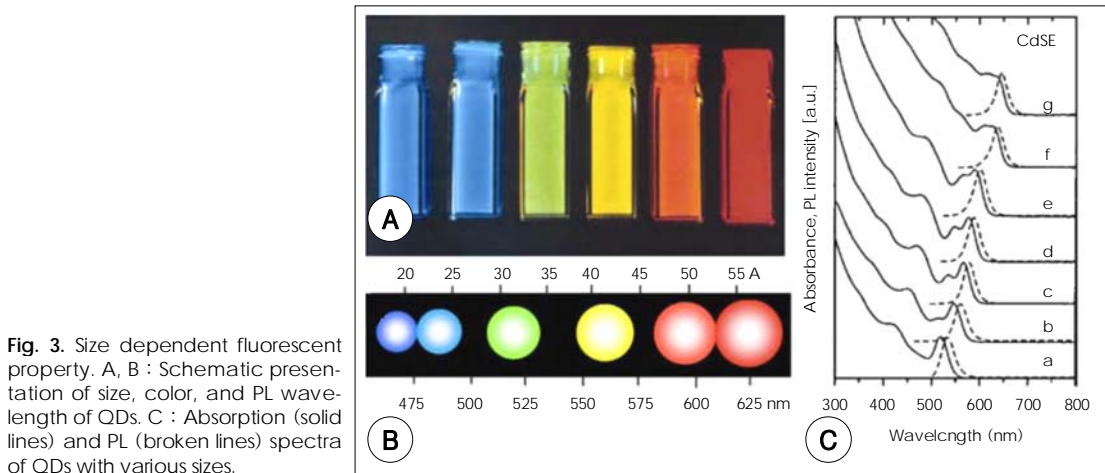 Fig. 3. Size dependent fluorescent
property. A, B : Schematic presen-
tation of size, color, and PL wave-
length of QDs. C : Absorption (solid
lines) and PL (broken lines) spectra
of QDs with various sizes.
A
20 25 30 35 40 45 50 55 A
475 500 525 550 575 600 625 nm
B
Absorbance, PL intensity [a.u.]
CdSE
g
f
e
d
c
b
a
300 400 500 600 700 800
Wavelcngth (nm)
C